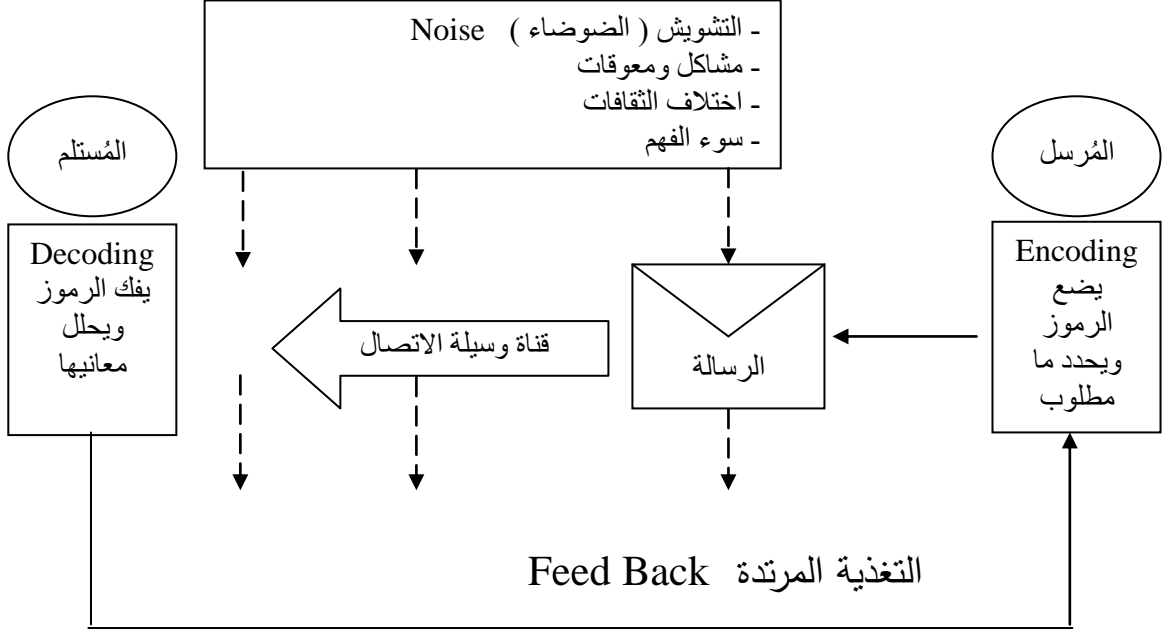 - التشويش ( الضوضاء ) Noise
- مشاكل ومعوقات
- اختلاف الثقافات
- سوء الفهم
المُرسل
المُستلم
Encoding
يضع
الرموز
ويحدد ما
مطلوب
الرسالة
قناة وسيلة الاتصال
Decoding
يفك الرموز
ويحلل
معانيها
التغذية المرتدة Feed Back